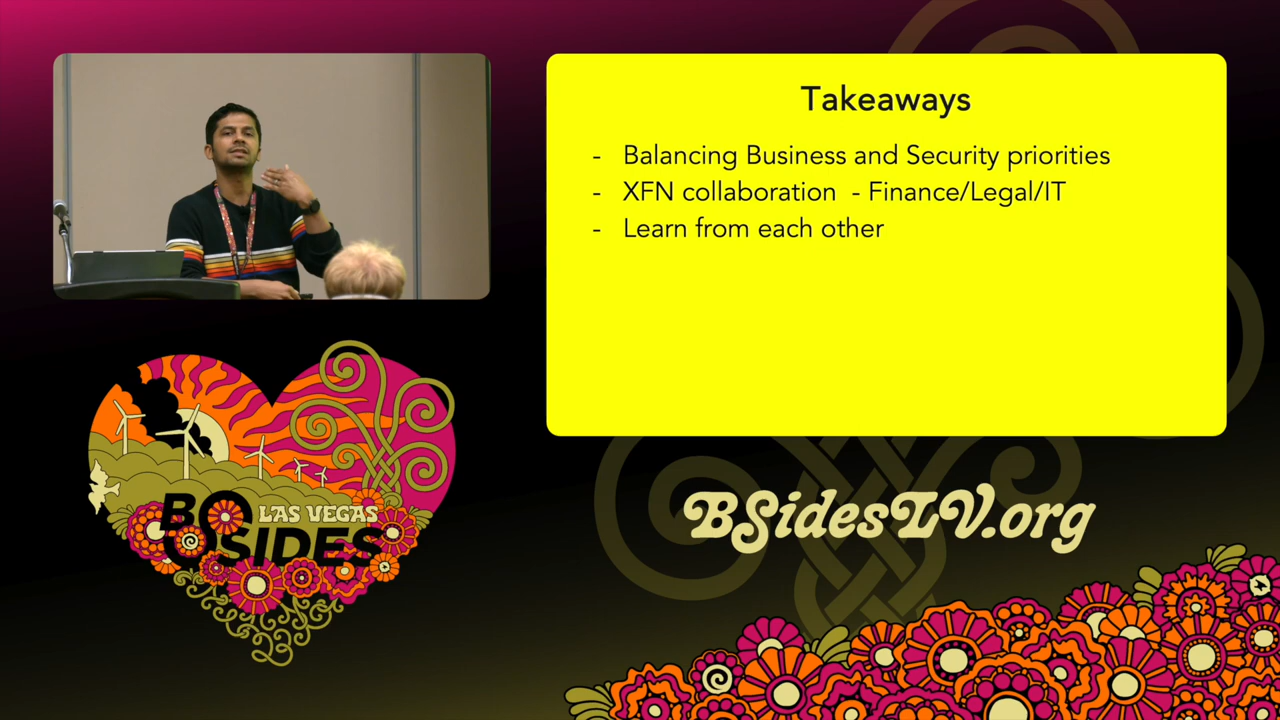 Takeaways
- Balancing Business and Security priorities
- XFN collaboration - Finance/Legal/IT
- Learn from each other
LAS VEGAS
SIDES
BSidesLV.org